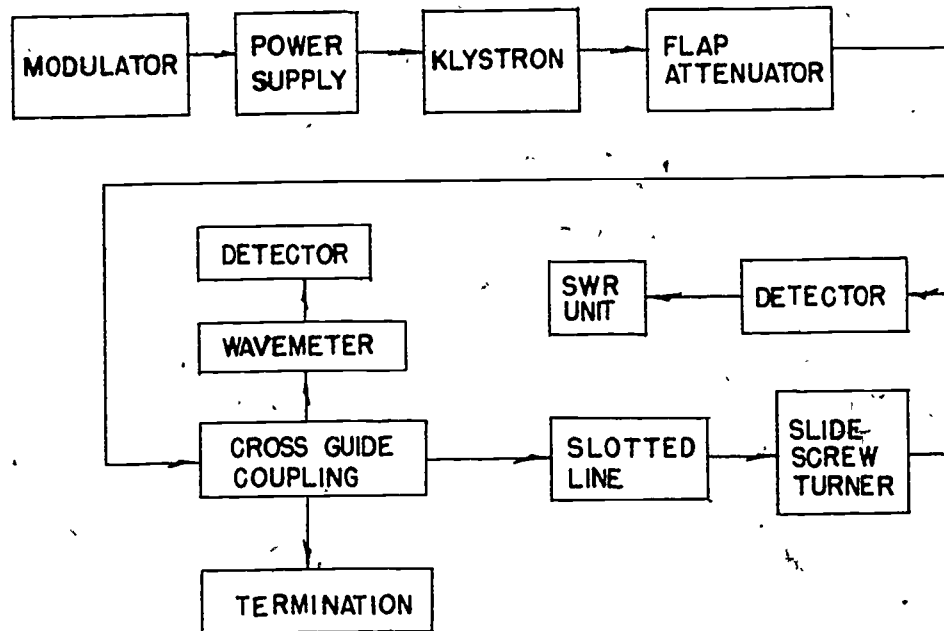 MODULATOR
POWER
SUPPLY
KLYSTRON
FLAP
ATTENUATOR
DETECTOR
WAVEMETER
SWR
UNIT
DETECTOR
CROSS GUIDE
COUPLING
SLOTTED
LINE
SLIDE-
SCREW
TURNER
TERMINATION